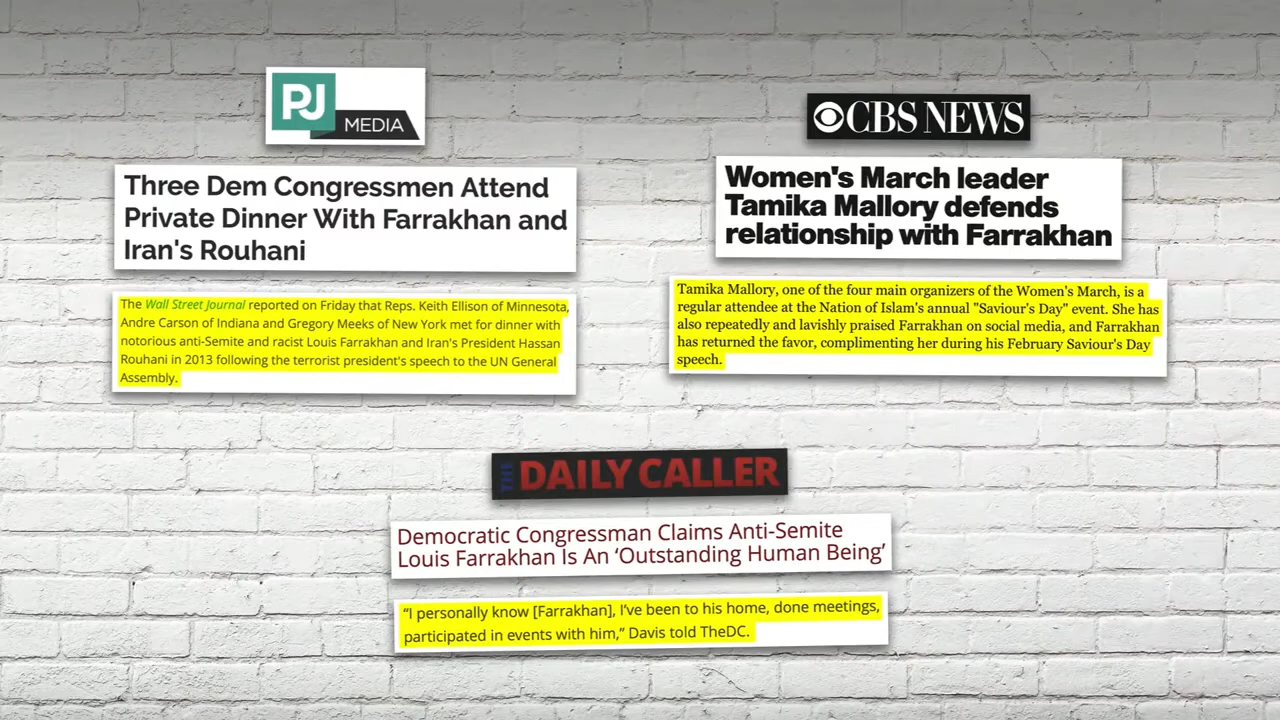 PJ MEDIA
Three Dem Congressmen Attend
Private Dinner With Farrakhan and
Iran's Rouhani
The Wall Street Journal reported on Friday that Reps. Keith Ellison of Minnesota,
Andre Carson of Indiana and Gregory Meeks of New York met for dinner with
notorious anti-Semite and racist Louis Farrakhan and Iran's President Hassan
Rouhani in 2013 following the terrorist president's speech to the UN General
Assembly.
CBS NEWS
Women's March leader
Tamika Mallory defends
relationship with Farrakhan
Tamika Mallory, one of the four main organizers of the Women's March, is a
regular attendee at the Nation of Islam's annual "Saviour's Day" event. She has
also repeatedly and lavishly praised Farrakhan on social media, and Farrakhan
has returned the favor, complimenting her during his February Saviour's Day
speech.
THE DAILY CALLER
Democratic Congressman Claims Anti-Semite
Louis Farrakhan Is An ‘Outstanding Human Being’
“I personally know [Farrakhan], I’ve been to his home, done meetings,
participated in events with him,” Davis told TheDC.